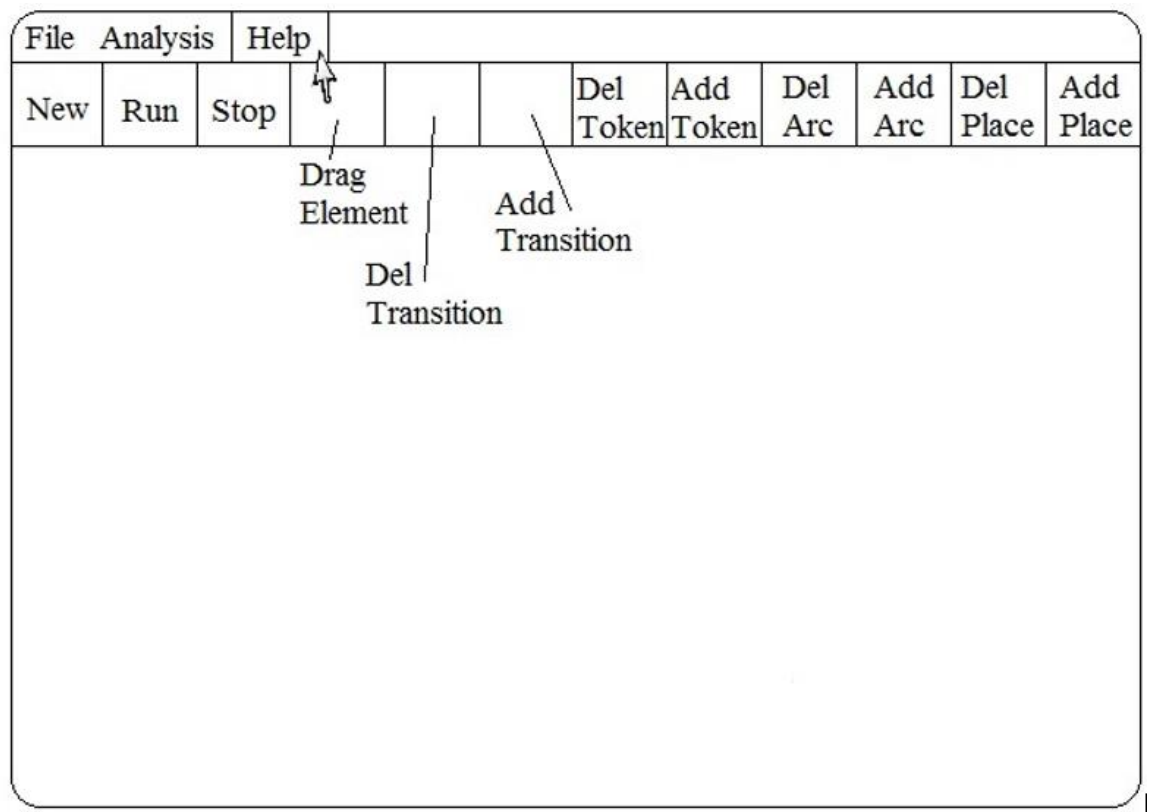 File Analysis Help
New Run Stop Del Token Add Token Del Arc Add Arc Del Place Add Place
Drag
Element
Add
Transition
Del
Transition